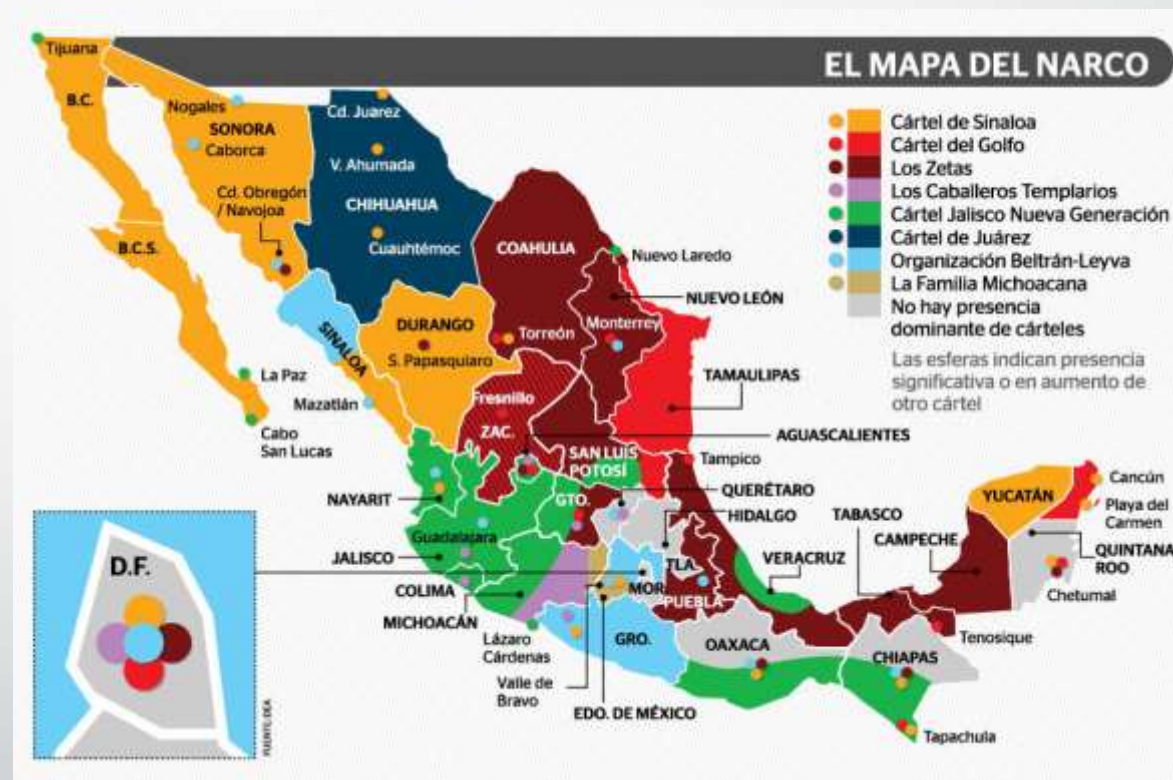 EL MAPA DEL NARCO
Cártel de Sinaloa
Cártel del Golfo
Los Zetas
Los Caballeros Templarios
Cártel Jalisco Nueva Generación
Cártel de Juárez
Organización Beltrán-Leyva
La Familia Michoacana
No hay presencia
dominante de cárteles
Las esferas indican presencia
significativa o en aumento de
otro cártel
Tijuana
B.C.
Nogales
SONORA
Caborca
Cd. Obregón
/ Navojoa
B.C.S.
Cd. Juarez
V. Ahumada
CHIHUAHUA
Cuauhtémoc
COAHULIA
Nuevo Laredo
NUEVO LEÓN
Monterrey
Torreón
DURANGO
S. Papasquiaro
SINALOA
La Paz
Mazatlán
Cabo
San Lucas
Fresnillo
ZAC.
TAMAULIPAS
AGUASCALIENTES
SAN LUIS
POTOSÍ
Tampico
NAYARIT
GTO.
QUERÉTARO
HIDALGO
Guadalajara
JALISCO
COLIMA
MICHOACÁN
TLA.
MOR.
PUEBLA
VERACRUZ
TABASCO
CAMPECHE
YUCATÁN
Cancún
Playa del
Carmen
QUINTANA
ROO
Chetumal
Tenosique
Lázaro
Cárdenas
GRO.
OAXACA
CHIAPAS
Valle de
Bravo
EDO. DE MÉXICO
Tapachula
D.F.
FUENTE: DEA